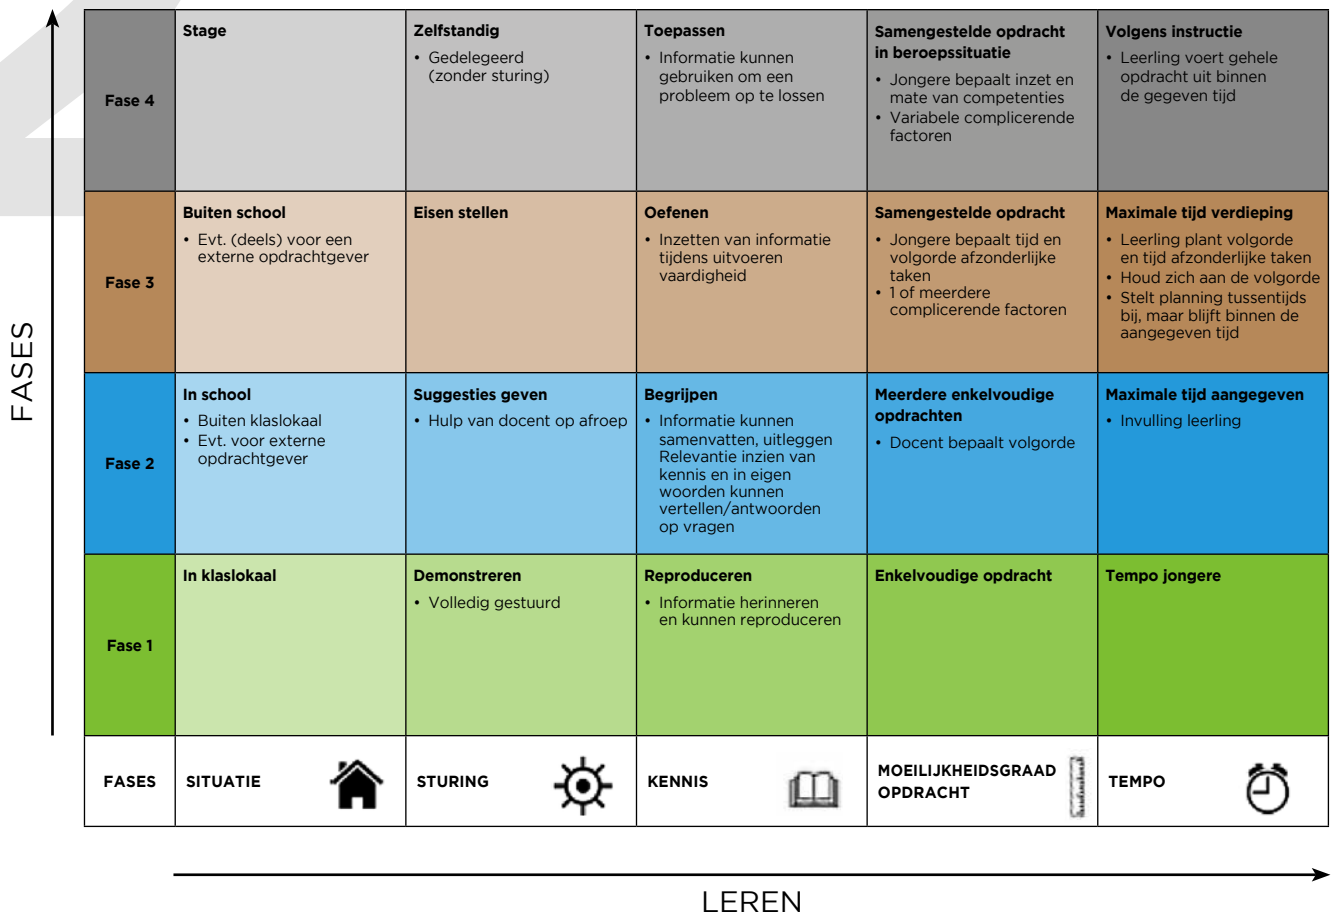 4
FASES
Fase 4
Stage
Zelfstandig
• Gedelegeerd
(zonder sturing)
Toepassen
• Informatie kunnen
gebruiken om een
probleem op te lossen
Samengestelde opdracht
in beroepssituatie
• Jongere bepaalt inzet en
mate van competenties
• Variabele complicerende
factoren
Volgens instructie
• Leerling voert gehele
opdracht uit binnen
de gegeven tijd
Fase 3
Buiten school
• Evt. (deels) voor een
externe opdrachtgever
Eisen stellen
Oefenen
• Inzetten van informatie
tijdens uitvoeren
vaardigheid
Samengestelde opdracht
• Jongere bepaalt tijd en
volgorde afzonderlijke
taken
• 1 of meerdere
complicerende factoren
Maximale tijd verdieping
• Leerling plant volgorde
en tijd afzonderlijke taken
• Houd zich aan de volgorde
• Stelt planning tussentijds
bij, maar blijft binnen de
aangegeven tijd
Fase 2
In school
• Buiten klaslokaal
• Evt. voor externe
opdrachtgever
Suggesties geven
• Hulp van docent op afroep
Begrijpen
• Informatie kunnen
samenvatten, uitleggen
Relevantie inzien van
kennis en in eigen
woorden kunnen
vertellen/antwoorden
op vragen
Meerdere enkelvoudige
opdrachten
• Docent bepaalt volgorde
Maximale tijd aangegeven
• Invulling leerling
Fase 1
In klaslokaal
Demonstreren
• Volledig gestuurd
Reproduceren
• Informatie herinneren
en kunnen reproduceren
Enkelvoudige opdracht
Tempo jongere
FASES
SITUATIE
STURING
KENNIS
MOEILIJKHEIDSGRAAD
OPDRACHT
TEMPO
LEREN